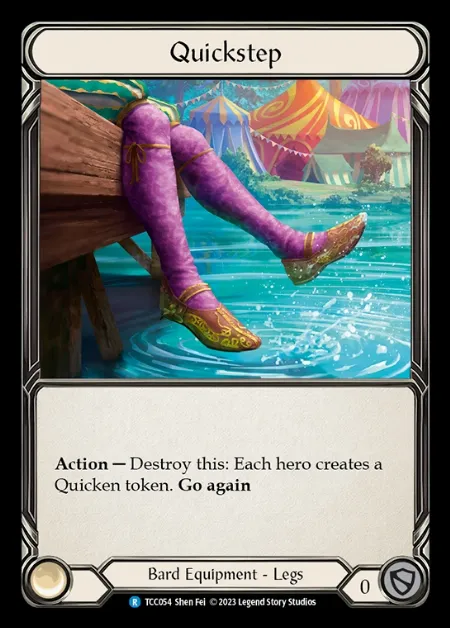 Quickstep
Action — Destroy this: Each hero creates a
Quicken token. Go again
Bard Equipment - Legs
0
R TCC054 Shen Fei © 2023 Legend Story Studios